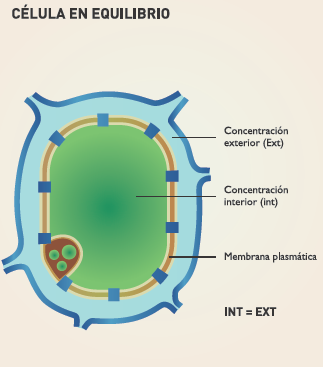 CÉLULA EN EQUILIBRIO
Concentración
exterior (Ext)
Concentración
interior (int)
Membrana plasmática
INT = EXT